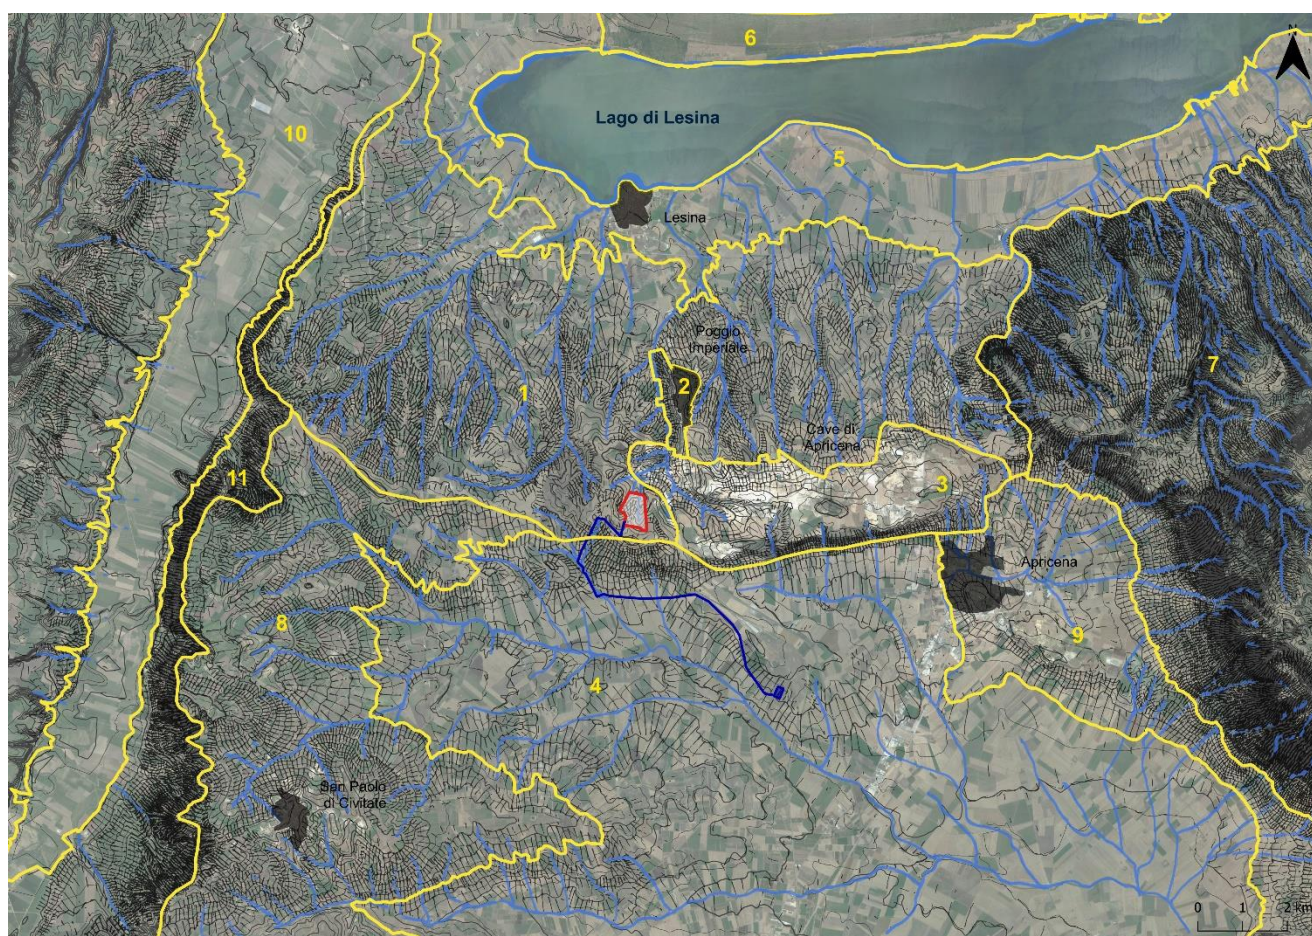 6
N
10
Lago di Lesina
5
Lesina
Poggio
Imperiale
7
1
2
Cave di
Apricena
11
3
Apricena
8
9
4
San Paolo
di Civitate
0 1 2 km